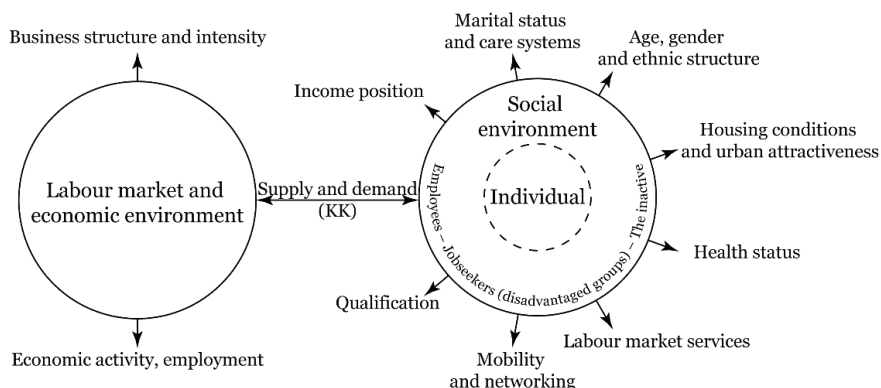 Business structure and intensity
Labour market and
economic environment
Economic activity, employment
Supply and demand
(KK)
Marital status
and care systems
Age, gender
and ethnic structure
Income position
Social
environment
Housing conditions
and urban attractiveness
Individual
Employees – Jobseekers (disadvantaged groups) – The inactive
Health status
Qualification
Labour market services
Mobility
and networking